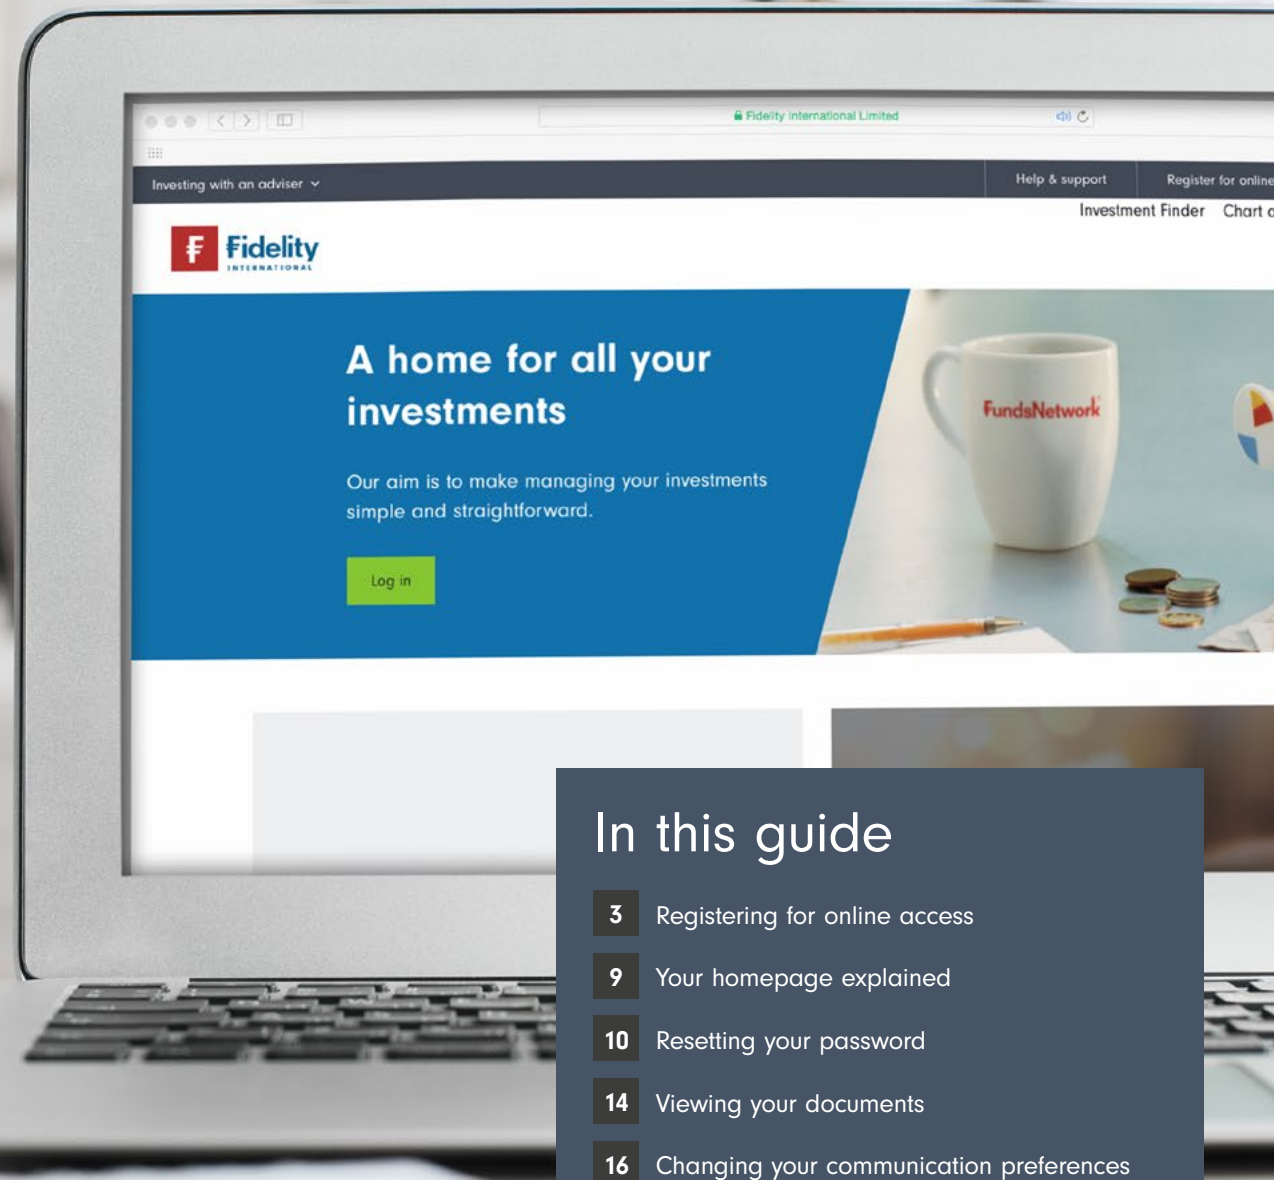 Fidelity International Limited
Investing with an adviser
Help & support
Register for online
Investment Finder
Chart
Fidelity
INTERNATIONAL
A home for all your
investments
Our aim is to make managing your investments
simple and straightforward.
Log in
FundsNetwork
In this guide
3 Registering for online access
9 Your homepage explained
10 Resetting your password
14 Viewing your documents
16 Changing your communication preferences